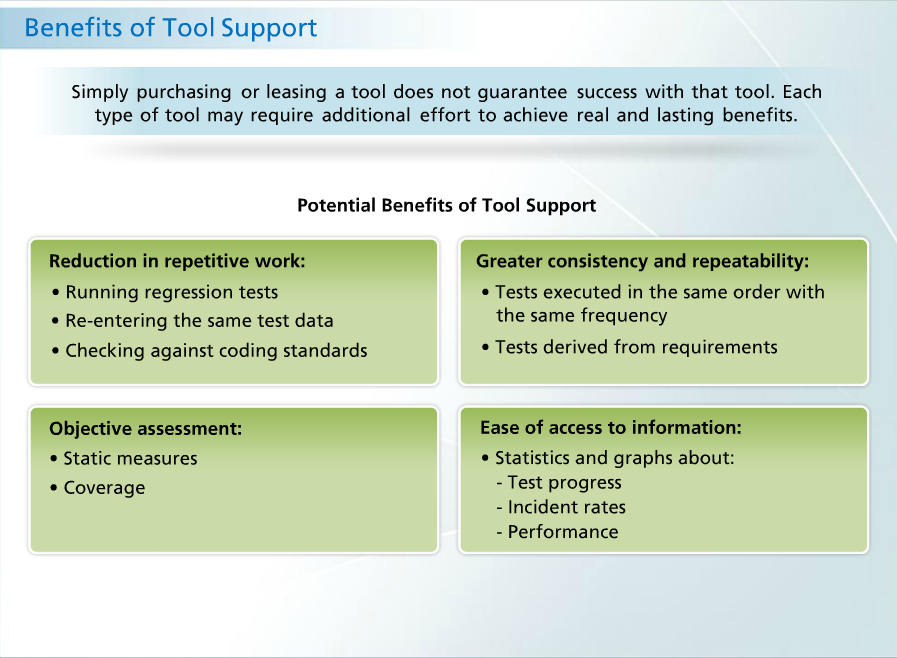 Benefits of Tool Support
Simply purchasing or leasing a tool does not guarantee success with that tool. Each
type of tool may require additional effort to achieve real and lasting benefits.
Potential Benefits of Tool Support
Reduction in repetitive work:
• Running regression tests
• Re-entering the same test data
• Checking against coding standards
Greater consistency and repeatability:
• Tests executed in the same order with
the same frequency
• Tests derived from requirements
Objective assessment:
• Static measures
• Coverage
Ease of access to information:
• Statistics and graphs about:
- Test progress
- Incident rates
- Performance